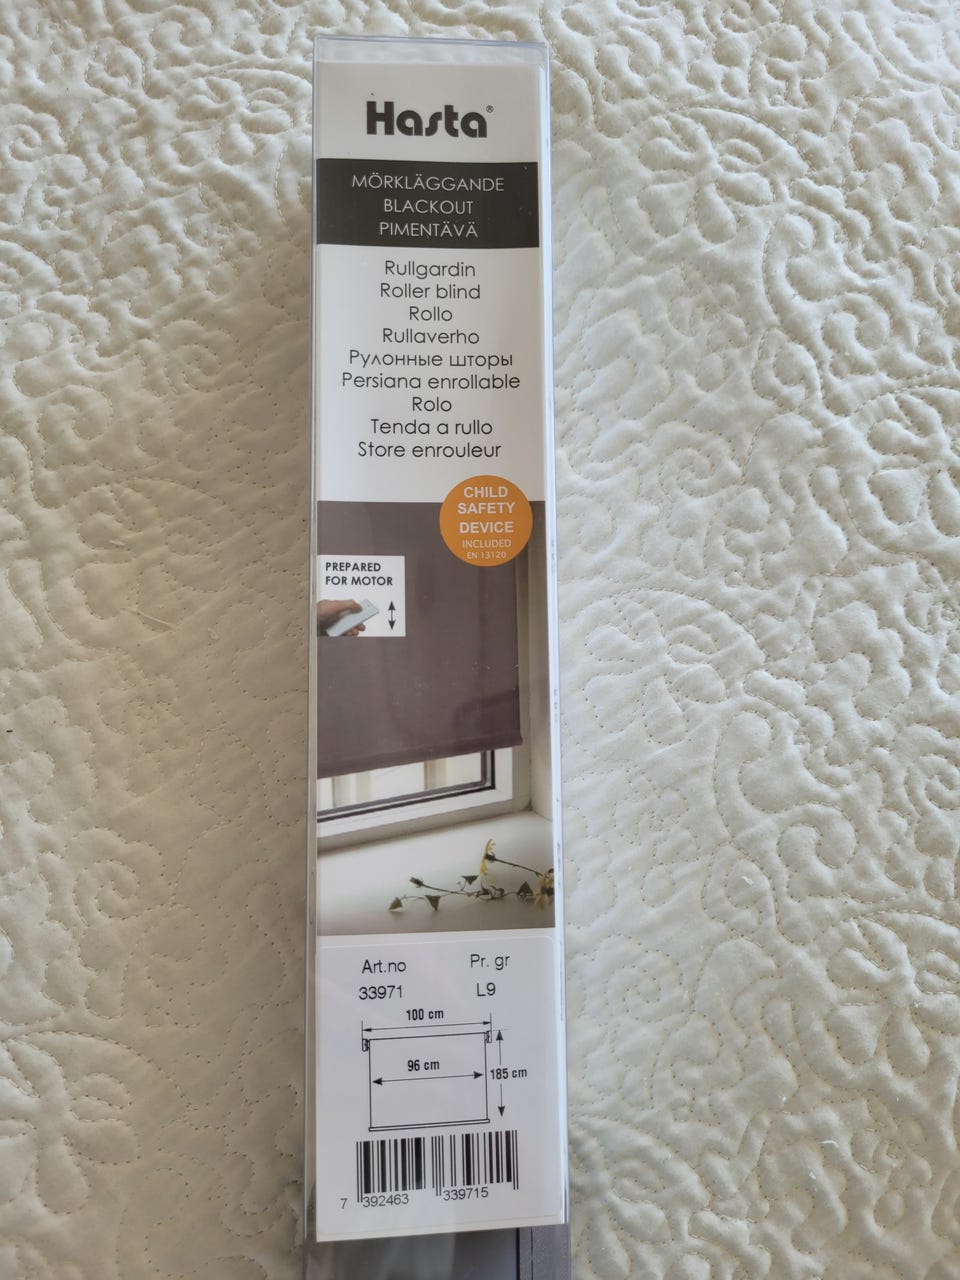 Hasta®
MÖRKLÄGGANDE
BLACKOUT
PIMENTÄVÄ
Rullgardin
Roller blind
Rollo
Rullaverho
Рулонные шторы
Persiana enrollable
Rolo
Tenda a rullo
Store enrouleur
CHILD
SAFETY
DEVICE
INCLUDED
EN 13120
PREPARED
FOR MOTOR
Art.no Pr. gr
33971 L9
100 cm
96 cm
185 cm
7 392463 339715